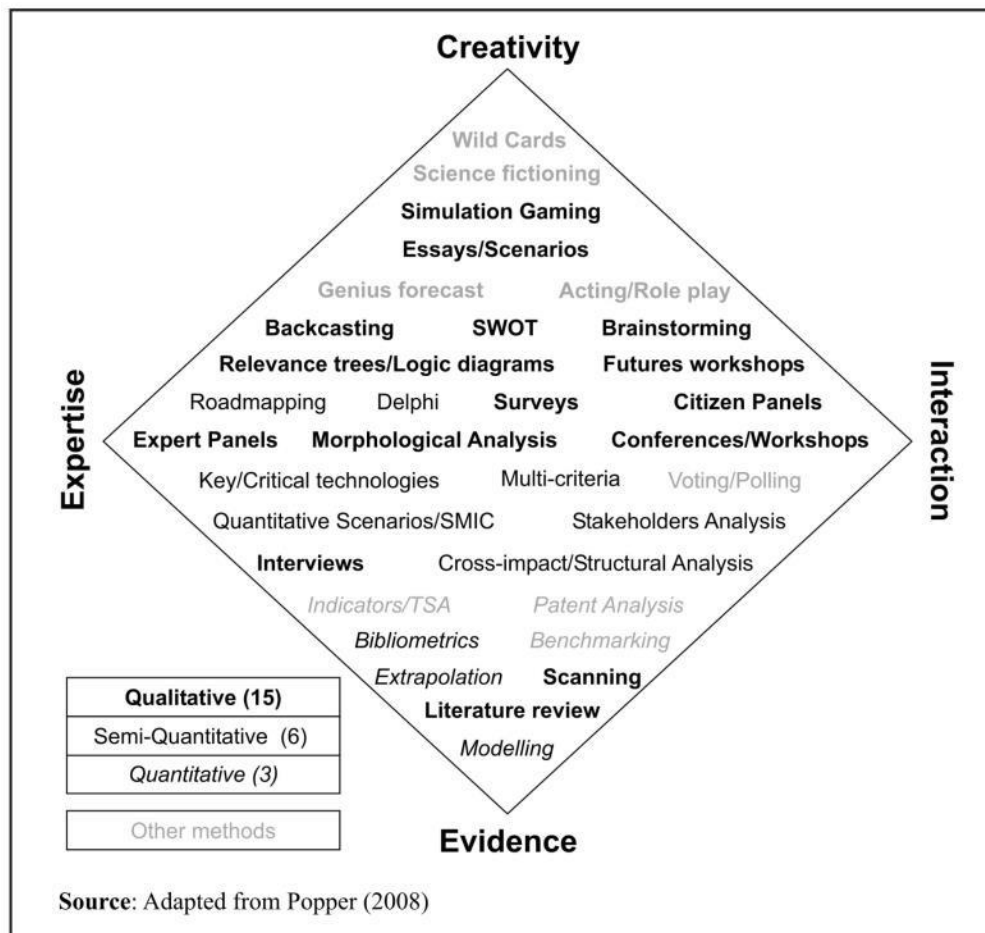 Creativity
Wild Cards
Science fictioning
Simulation Gaming
Essays/Scenarios
Genius forecast Acting/Role play
Backcasting SWOT Brainstorming
Relevance trees/Logic diagrams Futures workshops
Roadmapping Delphi Surveys Citizen Panels
Expertise
Interaction
Expert Panels Morphological Analysis Conferences/Workshops
Key/Critical technologies Multi-criteria Voting/Polling
Quantitative Scenarios/SMIC Stakeholders Analysis
Interviews Cross-impact/Structural Analysis
Indicators/TSA Patent Analysis
Bibliometrics Benchmarking
Extrapolation Scanning
Literature review
Modelling
Qualitative (15)
Semi-Quantitative (6)
Quantitative (3)
Other methods
Evidence
Source: Adapted from Popper (2008)